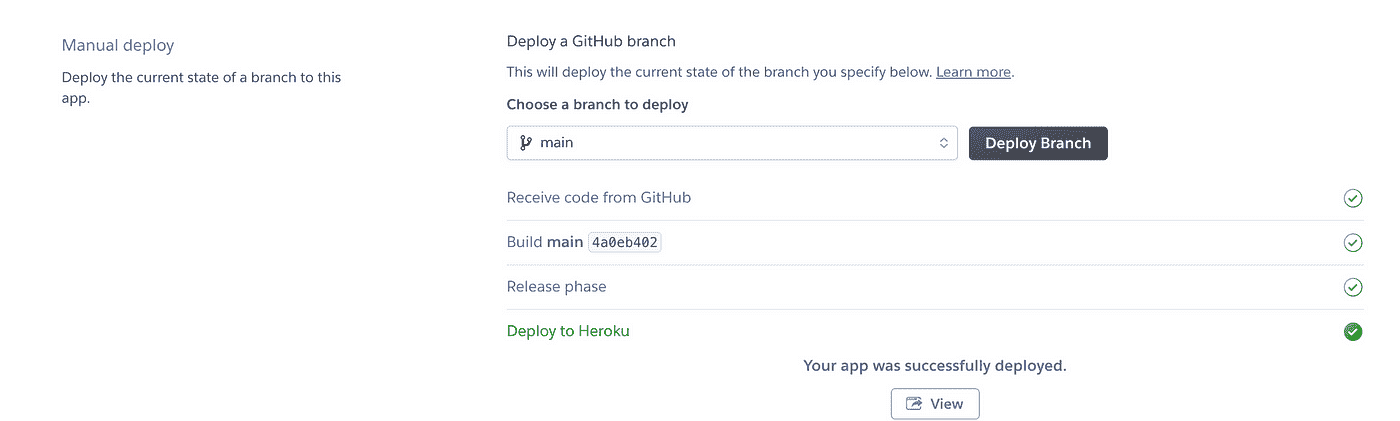 Manual deploy
Deploy the current state of a branch to this
app.
Deploy a GitHub branch
This will deploy the current state of the branch you specify below. Learn more.
Choose a branch to deploy
main
Deploy Branch
Receive code from GitHub
Build main 4a0eb402
Release phase
Deploy to Heroku
Your app was successfully deployed.
View